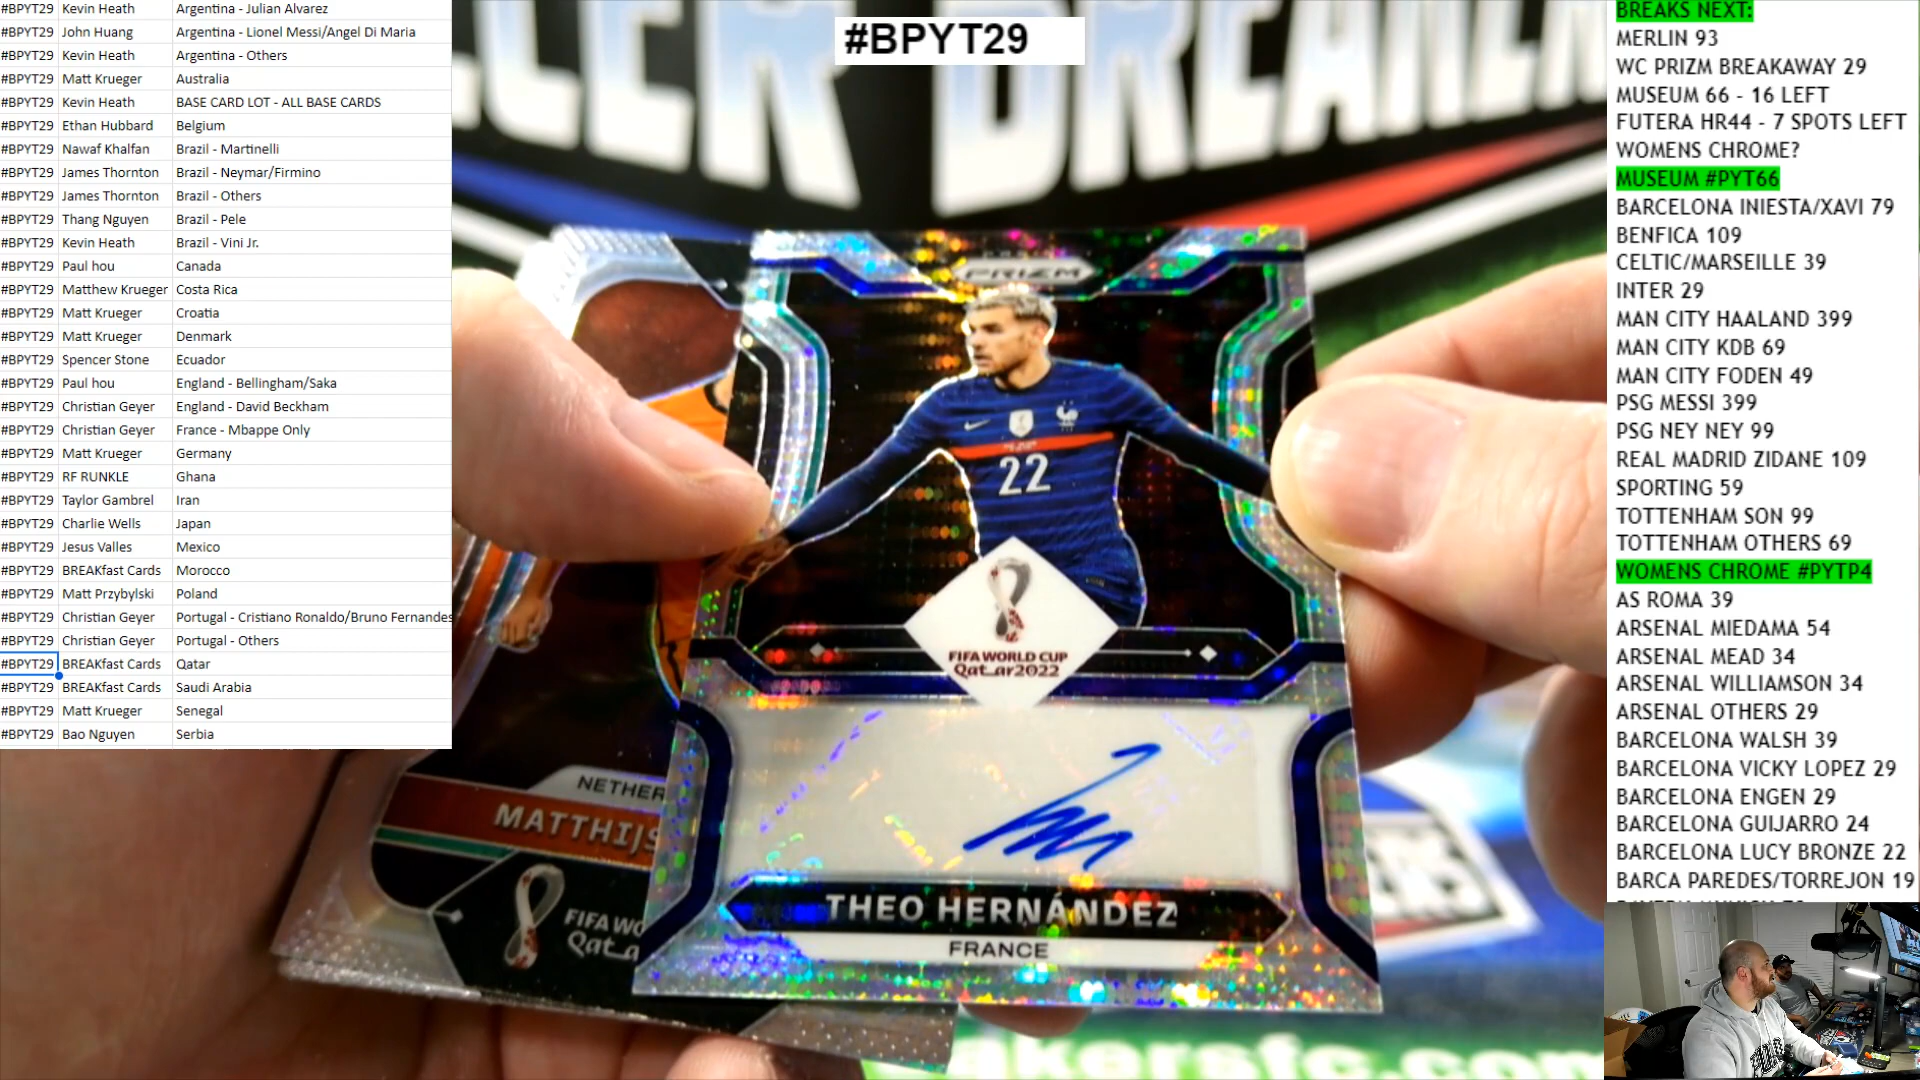 #BPYT29 Kevin Heath Argentina - Julian Alvarez
#BPYT29 John Huang Argentina - Lionel Messi/Angel Di Maria
#BPYT29 Kevin Heath Argentina - Others
#BPYT29 Matt Krueger Australia
#BPYT29 Kevin Heath BASE CARD LOT - ALL BASE CARDS
#BPYT29 Ethan Hubbard Belgium
#BPYT29 Nawaf Khalfan Brazil - Martinelli
#BPYT29 James Thornton Brazil - Neymar/Firmino
#BPYT29 James Thornton Brazil - Others
#BPYT29 Thang Nguyen Brazil - Pele
#BPYT29 Kevin Heath Brazil - Vini Jr.
#BPYT29 Paul hou Canada
#BPYT29 Matthew Krueger Costa Rica
#BPYT29 Matt Krueger Croatia
#BPYT29 Matt Krueger Denmark
#BPYT29 Spencer Stone Ecuador
#BPYT29 Paul hou England - Bellingham/Saka
#BPYT29 Christian Geyer England - David Beckham
#BPYT29 Christian Geyer France - Mbappe Only
#BPYT29 Matt Krueger Germany
#BPYT29 RF RUNKLE Ghana
#BPYT29 Taylor Gambrel Iran
#BPYT29 Charlie Wells Japan
#BPYT29 Jesus Valles Mexico
#BPYT29 BREAKfast Cards Morocco
#BPYT29 Matt Przybylski Poland
#BPYT29 Christian Geyer Portugal - Cristiano Ronaldo/Bruno Fernandes
#BPYT29 Christian Geyer Portugal - Others
#BPYT29 BREAKfast Cards Qatar
#BPYT29 BREAKfast Cards Saudi Arabia
#BPYT29 Matt Krueger Senegal
#BPYT29 Bao Nguyen Serbia
#BPYT29
PRIZM
22
FIFA WORLD CUP
Qatar2022
THEO HERNÁNDEZ
FRANCE
NETHER
MATTHIJS
FIFA WO
Qata
akersfc.com
BREAKS NEXT:
MERLIN 93
WC PRIZM BREAKAWAY 29
MUSEUM 66 - 16 LEFT
FUTERA HR44 - 7 SPOTS LEFT
WOMENS CHROME?
MUSEUM #PYT66
BARCELONA INIESTA/XAVI 79
BENFICA 109
CELTIC/MARSEILLE 39
INTER 29
MAN CITY HAALAND 399
MAN CITY KDB 69
MAN CITY FODEN 49
PSG MESSI 399
PSG NEY NEY 99
REAL MADRID ZIDANE 109
SPORTING 59
TOTTENHAM SON 99
TOTTENHAM OTHERS 69
WOMENS CHROME #PYTP4
AS ROMA 39
ARSENAL MIEDAMA 54
ARSENAL MEAD 34
ARSENAL WILLIAMSON 34
ARSENAL OTHERS 29
BARCELONA WALSH 39
BARCELONA VICKY LOPEZ 29
BARCELONA ENGEN 29
BARCELONA GUIJARRO 24
BARCELONA LUCY BRONZE 22
BARCA PAREDES/TORREJON 19